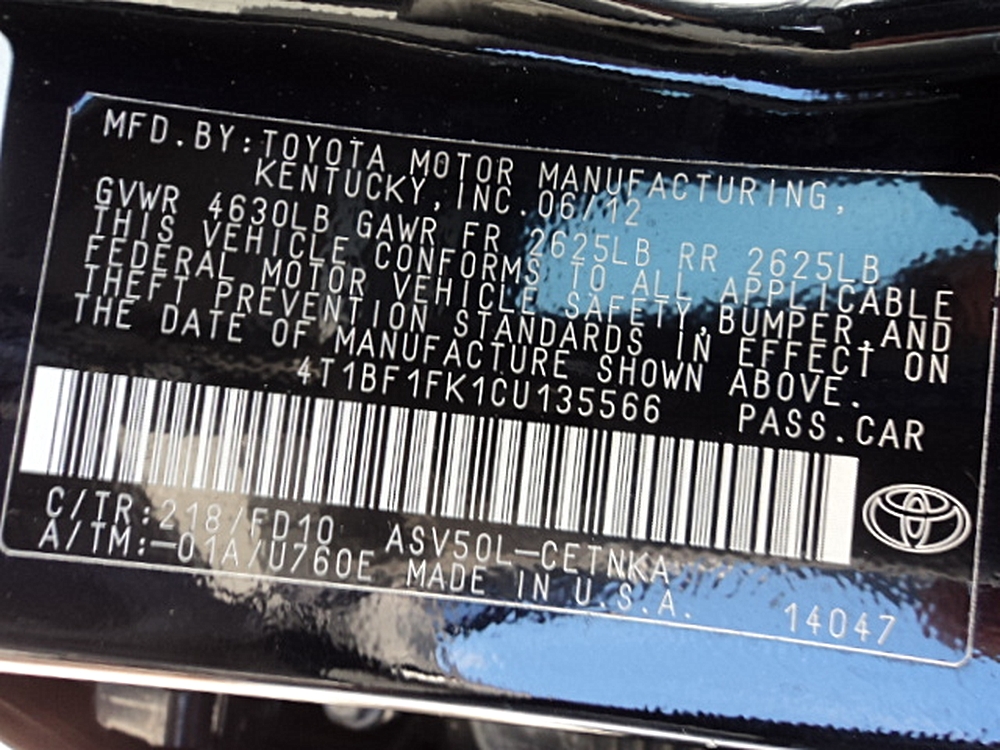 MFD.BY:TOYOTA MOTOR MANUFACTURING,
KENTUCKY,INC.06/12
GVWR 4630LB GAWR FR 2625LB RR 2625LB
THIS VEHICLE CONFORMS TO ALL APPLICABLE
FEDERAL MOTOR VEHICLE SAFETY,BUMPER,AND
THEFT PREVENTION STANDARDS IN EFFECT ON
THE DATE OF MANUFACTURE SHOWN ABOVE.
4T1BF1FK1CU135566 PASS.CAR
C/TR:218/FD10 ASV50L-CETNKA
A/TM:-01A/U760E MADE IN U.S.A. 14047